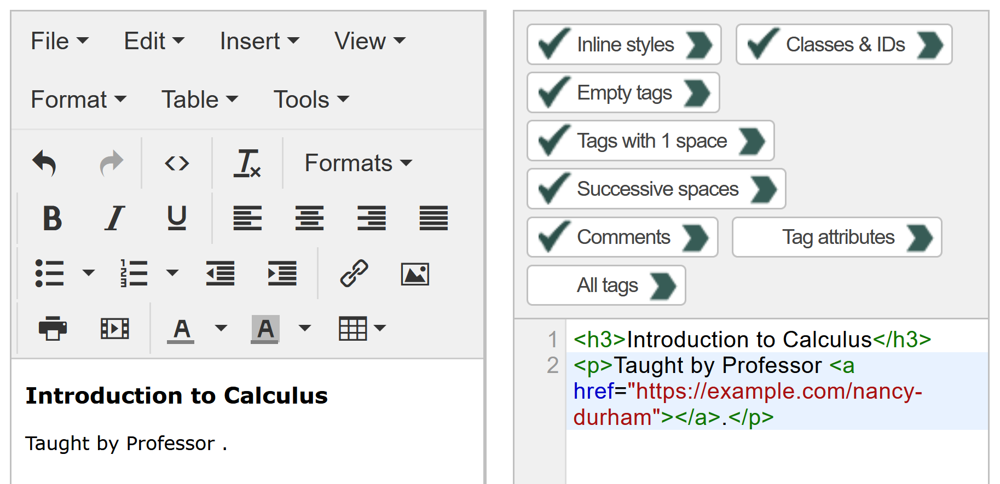 File Edit Insert View
Format Table Tools
Formats
B I U
A A
Introduction to Calculus
Taught by Professor .
Inline styles Classes & IDs
Empty tags
Tags with 1 space
Successive spaces
Comments Tag attributes
All tags
1 <h3>Introduction to Calculus</h3>
2 <p>Taught by Professor <a
href="https://example.com/nancy-
durham"></a>.</p>